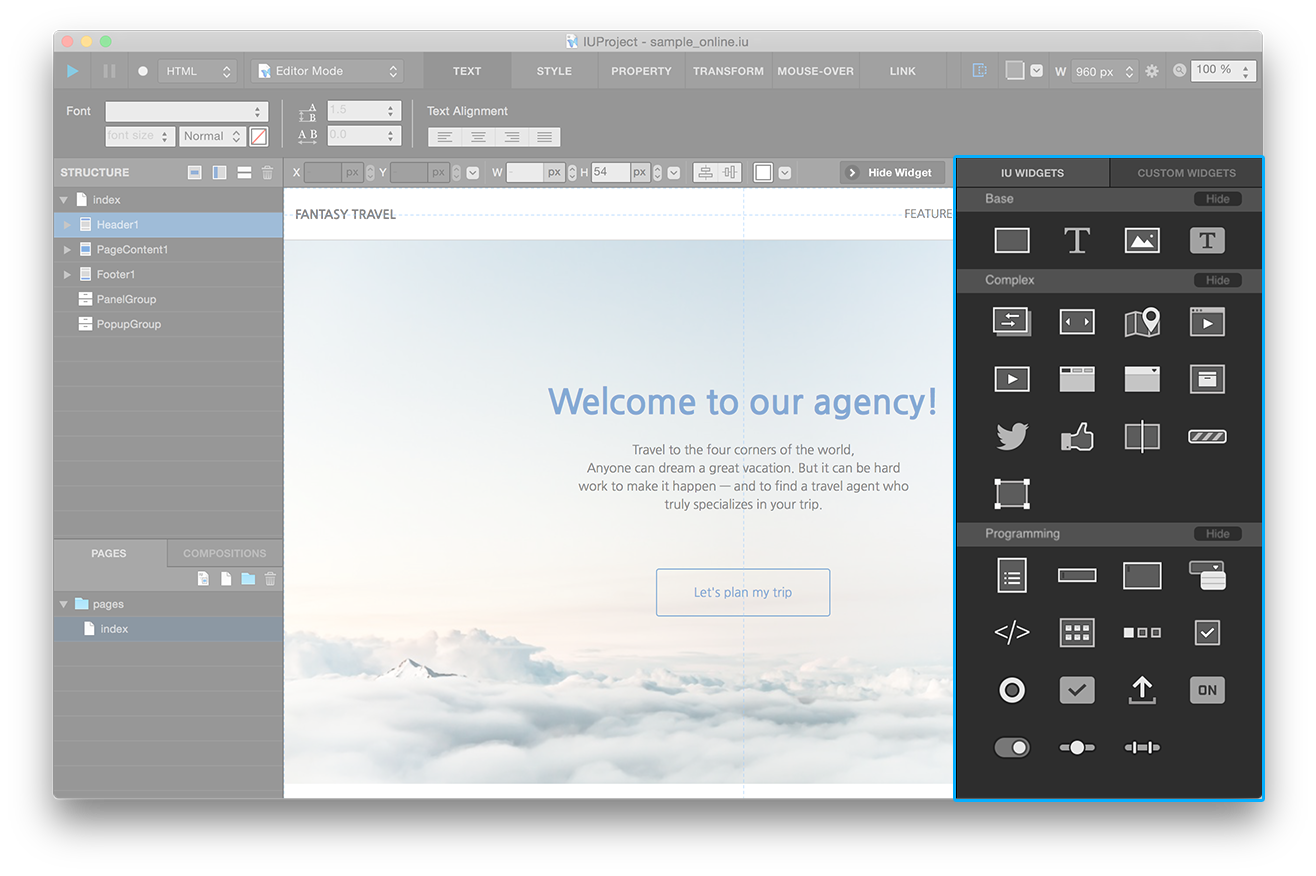 IUProject - sample_online.iu
HTML
Editor Mode
TEXT
STYLE
PROPERTY
TRANSFORM
MOUSE-OVER
LINK
W
960 px
100 %
Font
A
B
1.5
Text Alignment
font size
Normal
A B
0.0
STRUCTURE
X
px
Y
px
W
px
H
54
px
Hide Widget
IU WIDGETS
CUSTOM WIDGETS
index
Header1
PageContent1
Footer1
PanelGroup
PopupGroup
FANTASY TRAVEL
FEATURE
Welcome to our agency!
Travel to the four corners of the world,
Anyone can dream a great vacation. But it can be hard
work to make it happen — and to find a travel agent who
truly specializes in your trip.
Let's plan my trip
PAGES
COMPOSITIONS
pages
index
Base
Hide
T
T
Complex
Hide
Programming
Hide
</>
ON